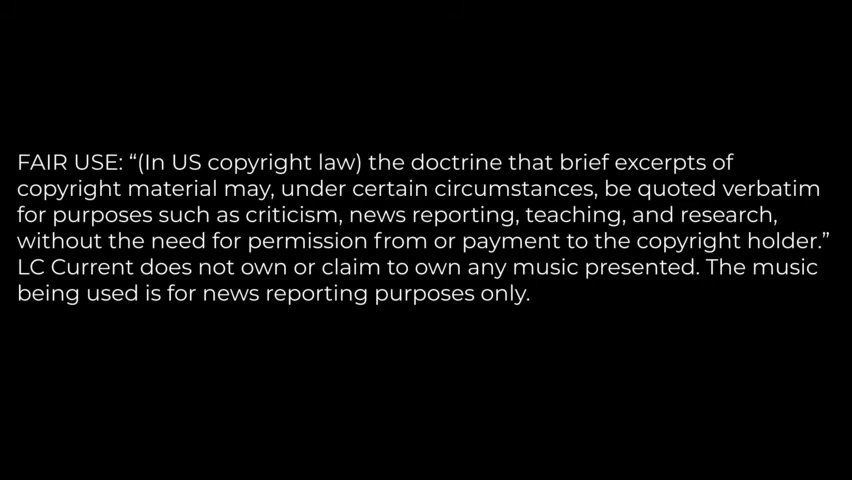 FAIR USE: “(In US copyright law) the doctrine that brief excerpts of
copyright material may, under certain circumstances, be quoted verbatim
for purposes such as criticism, news reporting, teaching, and research,
without the need for permission from or payment to the copyright holder.”
LC Current does not own or claim to own any music presented. The music
being used is for news reporting purposes only.